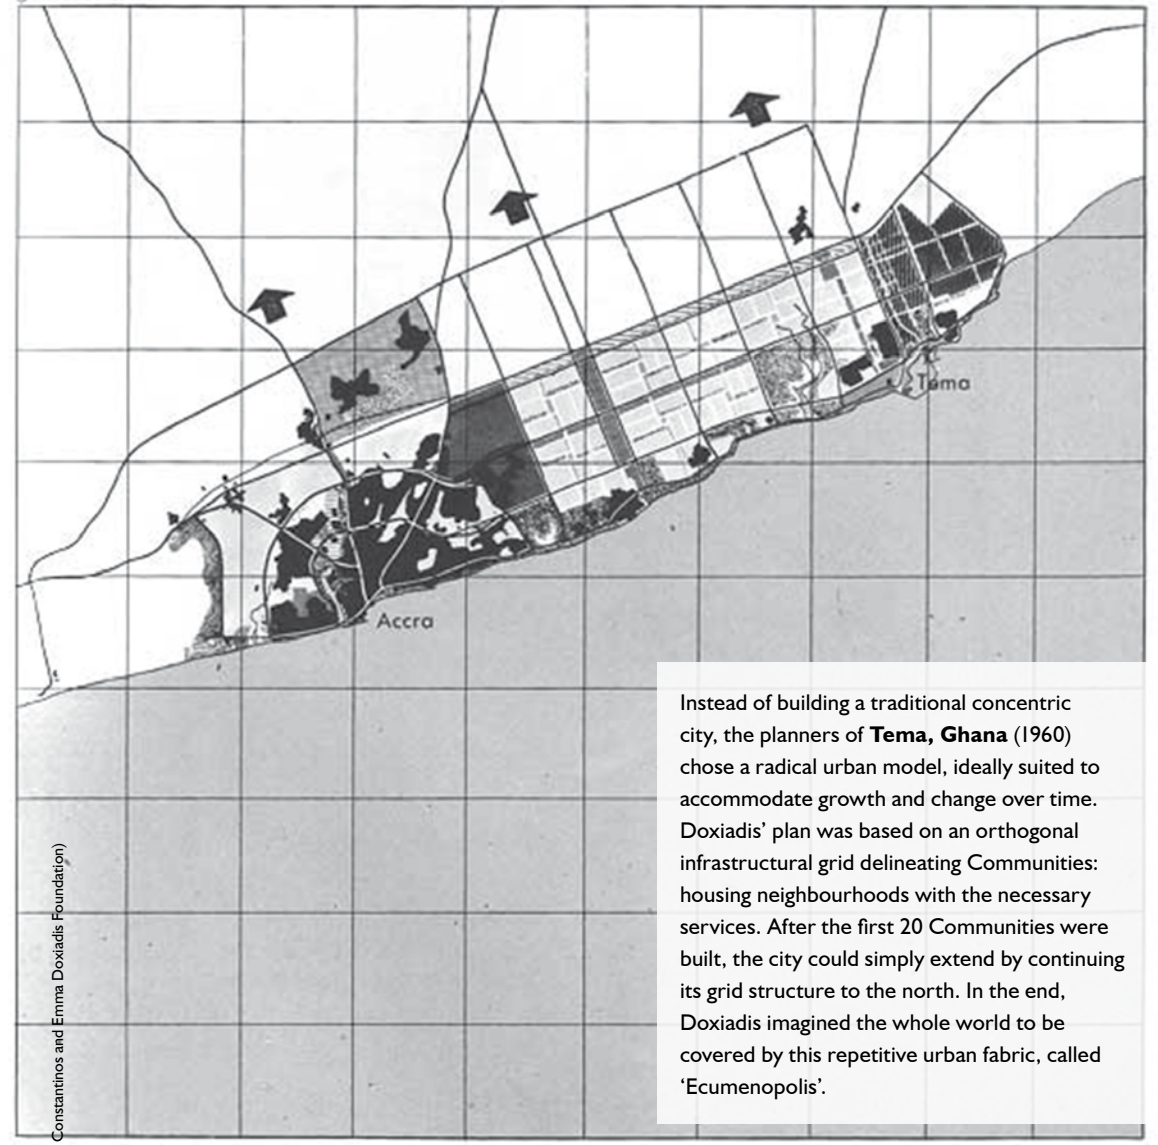 Tema
Accra
Instead of building a traditional concentric
city, the planners of Tema, Ghana (1960)
chose a radical urban model, ideally suited to
accommodate growth and change over time.
Doxiadis’ plan was based on an orthogonal
infrastructural grid delineating Communities:
housing neighbourhoods with the necessary
services. After the first 20 Communities were
built, the city could simply extend by continuing
its grid structure to the north. In the end,
Doxiadis imagined the whole world to be
covered by this repetitive urban fabric, called
‘Ecumenopolis’.
Constantinos and Emma Doxiadis Foundation)